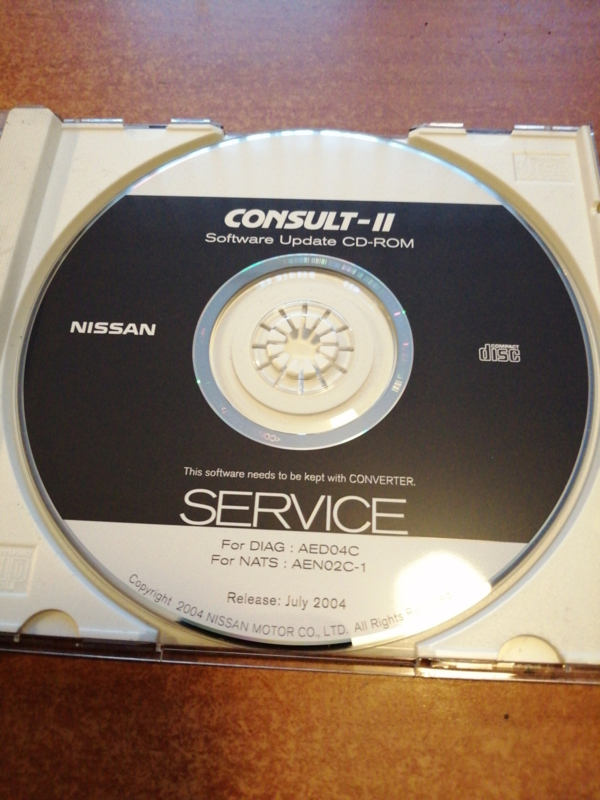 CONSULT-II
Software Update CD-ROM
NISSAN
COMPACT
disc
This software needs to be kept with CONVERTER.
SERVICE
For DIAG : AED04C
For NATS : AEN02C-1
Release: July 2004
Copyright 2004 NISSAN MOTOR CO., LTD. All Rights